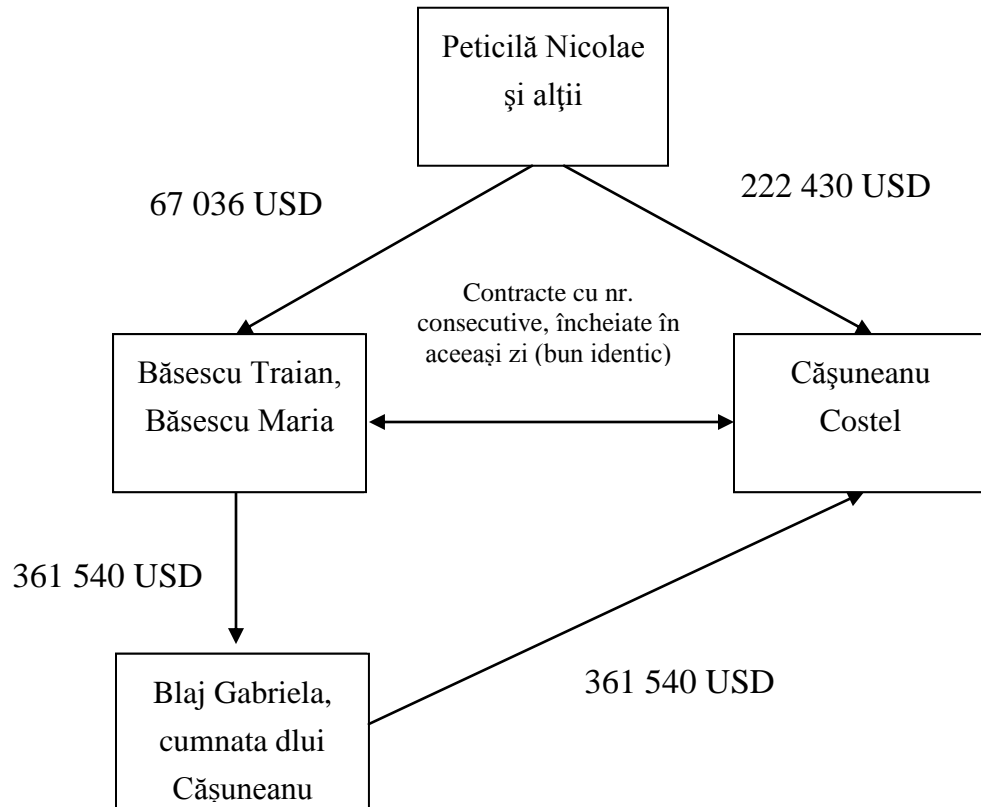 Peticilă Nicolae
şi alţii
67 036 USD
222 430 USD
Contracte cu nr.
consecutive, încheiate în
aceeaşi zi (bun identic)
Băsescu Traian,
Băsescu Maria
Căşuneanu
Costel
361 540 USD
361 540 USD
Blaj Gabriela,
cumnata dlui
Căşuneanu